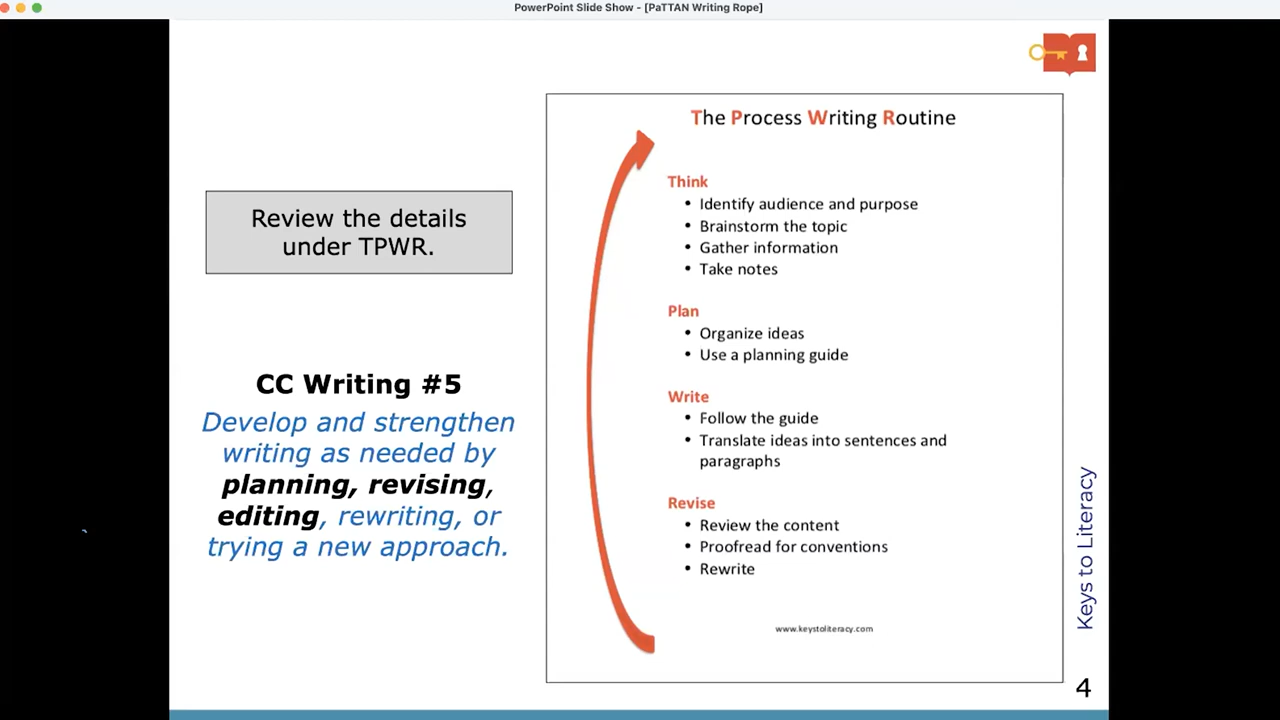 PowerPoint Slide Show - [PaTTAN Writing Rope]
Review the details
under TPWR.
CC Writing #5
Develop and strengthen
writing as needed by
planning, revising,
editing, rewriting, or
trying a new approach.
The Process Writing Routine
Think
• Identify audience and purpose
• Brainstorm the topic
• Gather information
• Take notes
Plan
• Organize ideas
• Use a planning guide
Write
• Follow the guide
• Translate ideas into sentences and
paragraphs
Revise
• Review the content
• Proofread for conventions
• Rewrite
www.keystoliteracy.com
Keys to Literacy
4